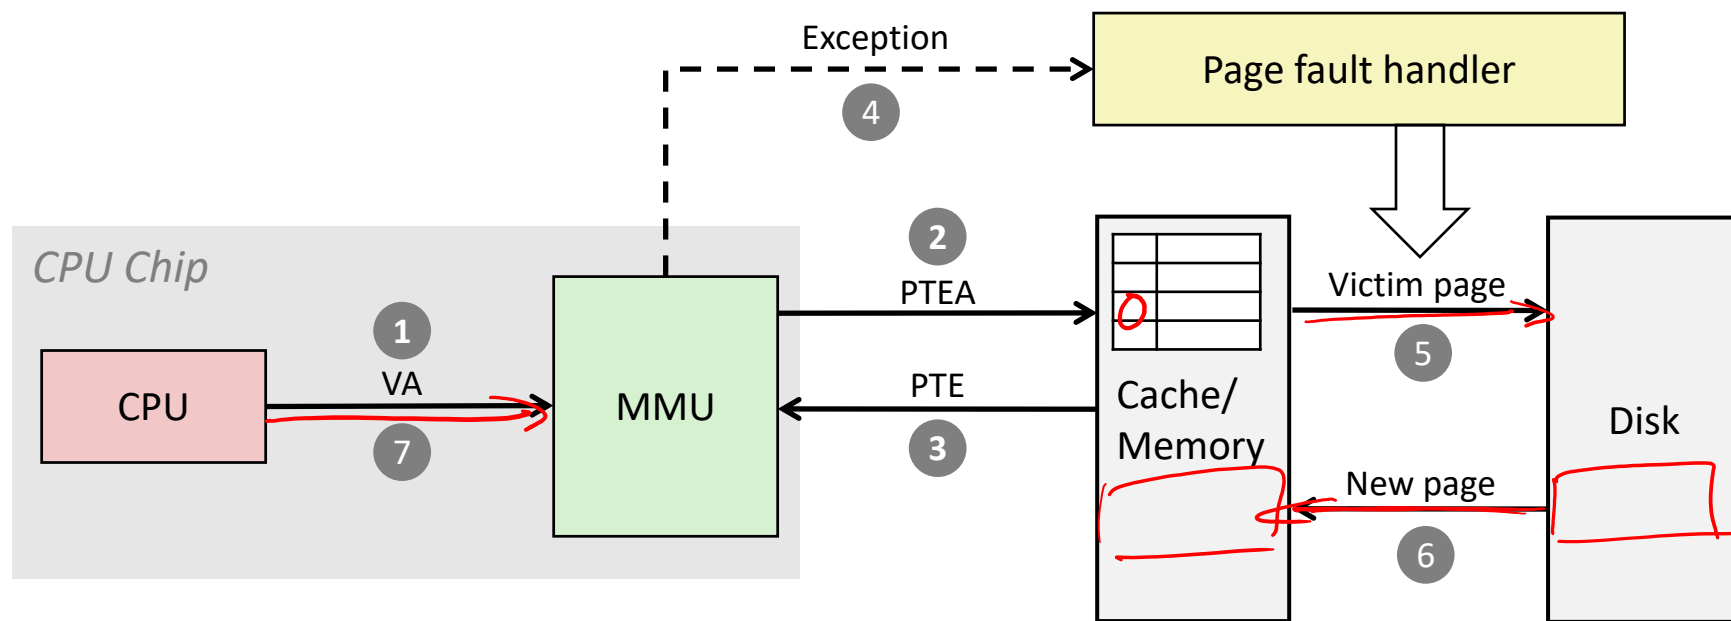 Exception
Page fault handler
4
2
CPU Chip
PTEA
Victim page
1
5
VA
CPU
MMU
PTE
Cache/
Memory
Disk
7
3
New page
6